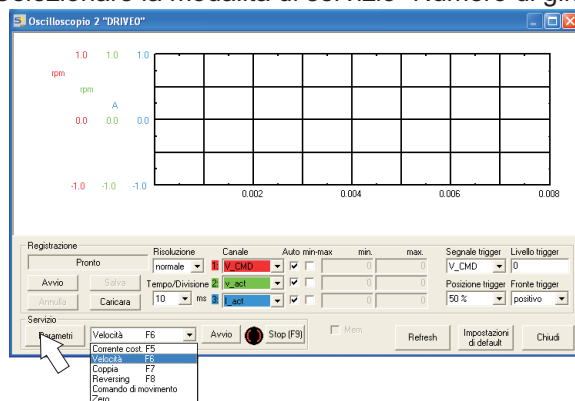 Selezionare la modalità di servizio "Numero di gir
Oscilloscopio 2 "DRIVE0"
1.0 1.0 1.0
rpm
rpm
A
0.0 0.0 0.0
-1.0 -1.0 -1.0
0.002 0.004 0.006 0.008
Registrazione
Pronto
Avvio Salva
Annulla Caricara
Risoluzione Canale Auto min-max min. max. Segnale trigger Livello trigger
normale 1: V_CMD 0 0 V_CMD 0
Tempo/Divisione 2: v_act 0 0 Posizione trigger Fronte trigger
10 ms 3: I_act 0 0 50 % positivo
Servizio
Parametri Velocità F6 Avvio Stop (F9) Mem. Refresh Impostazioni di default Chiudi
Corrente cost. F5
Velocità F6
Coppia F7
Reversing F8
Comando di movimento
Zero